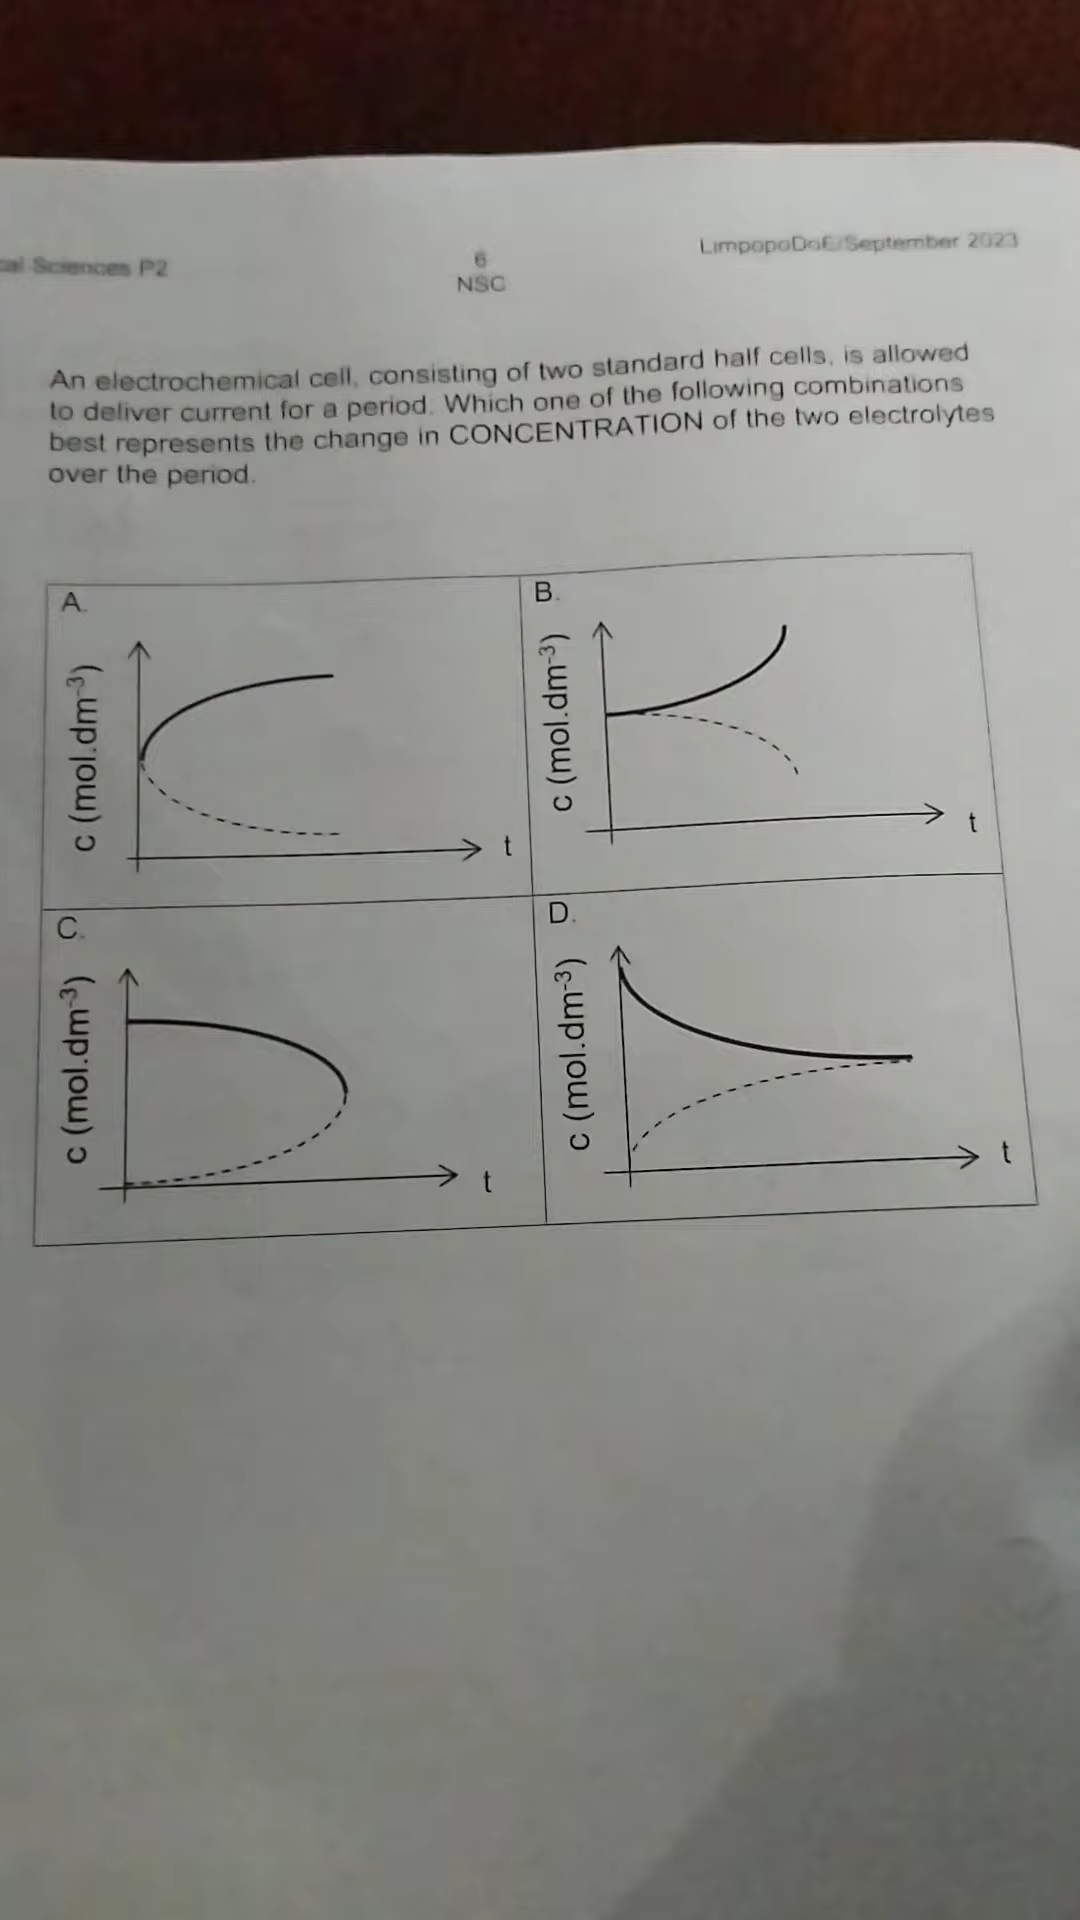 Sciences P2
6
NSC
LimpopoDoE/September 2023
An electrochemical cell, consisting of two standard half cells, is allowed
to deliver current for a period. Which one of the following combinations
best represents the change in CONCENTRATION of the two electrolytes
over the period.
A.
c (mol.dm-3)
t
B.
c (mol.dm-3)
t
C.
c (mol.dm-3)
t
D.
c (mol.dm-3)
t